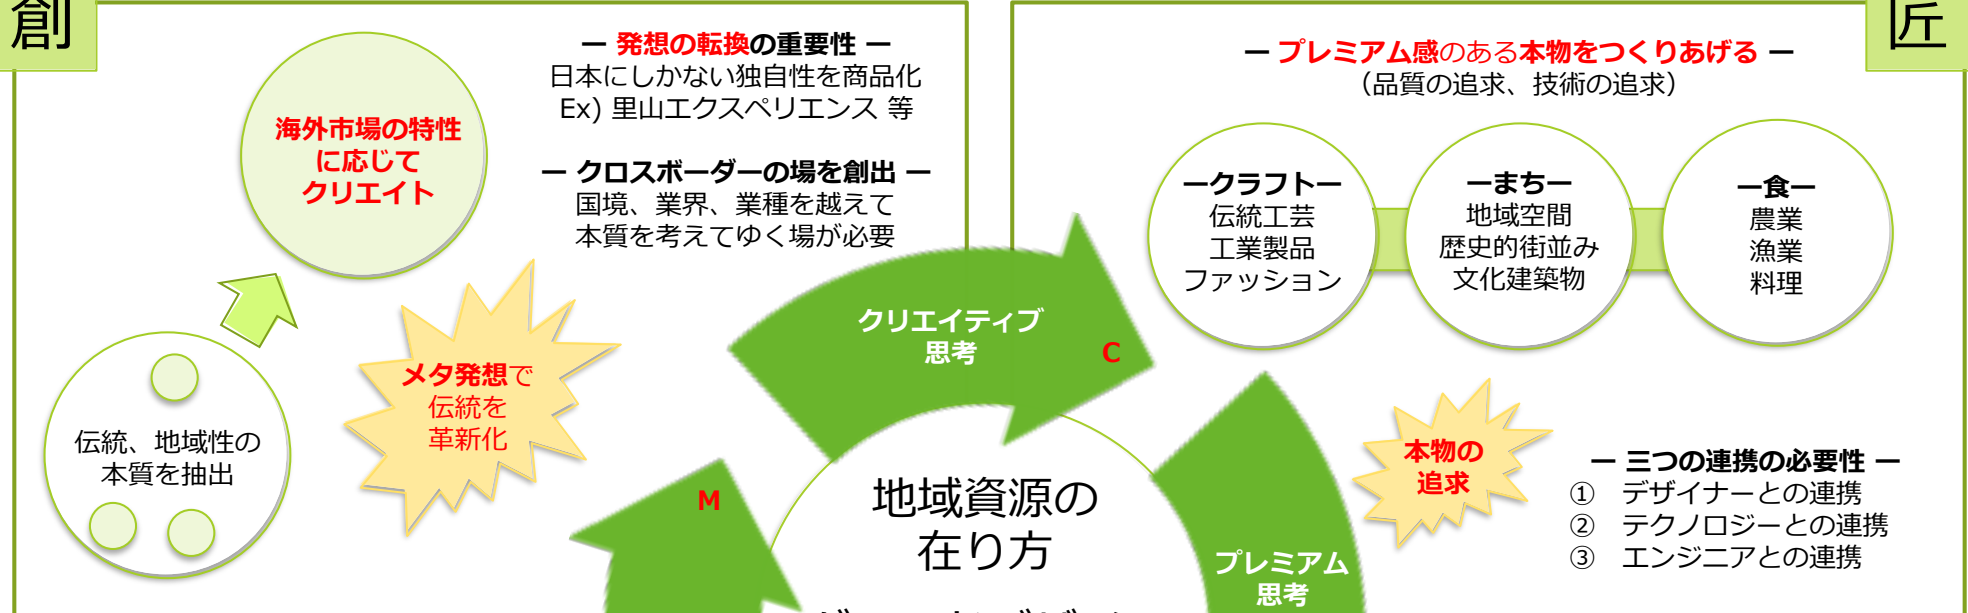 創
海外市場の特性
に応じて
クリエイト
ー 発想の転換の重要性 ー
日本にしかない独自性を商品化
Ex) 里山エクスペリエンス 等
ー クロスボーダーの場を創出 ー
国境、業界、業種を越えて
本質を考えてゆく場が必要
メタ発想で
伝統を
革新化
伝統、地域性の
本質を抽出
匠
ー プレミアム感のある本物をつくりあげる ー
（品質の追求、技術の追求）
ークラフトー
伝統工芸
工業製品
ファッション
ーまちー
地域空間
歴史的街並み
文化建築物
ー食ー
農業
漁業
料理
クリエイティブ
思考
C
M
地域資源の
在り方
プレミアム
思考
本物の
追求
ー 三つの連携の必要性 ー
① デザイナーとの連携
② テクノロジーとの連携
③ エンジニアとの連携